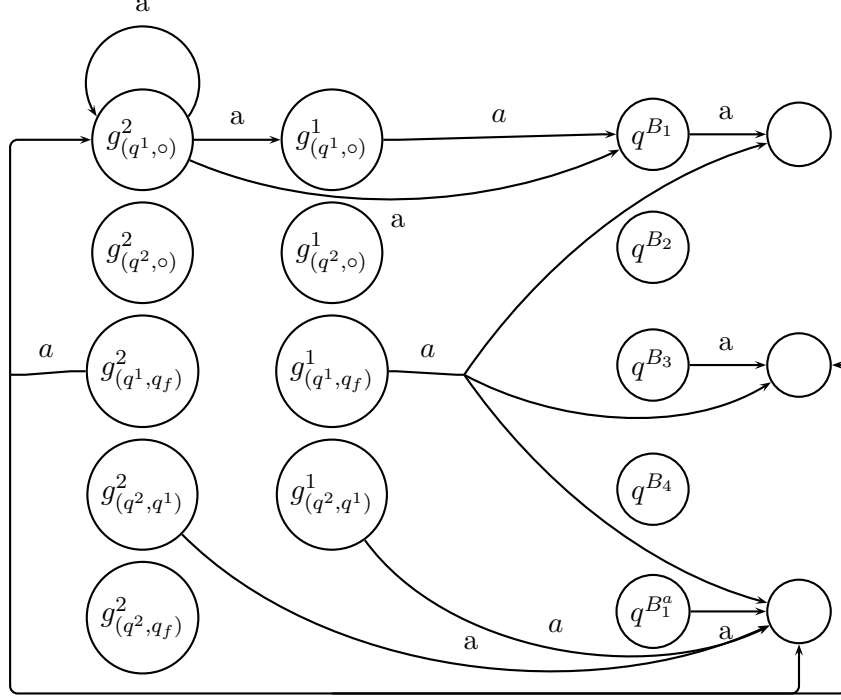 a
a
a
a
g^2_{(q^1,∘)}
g^1_{(q^1,∘)}
q^{B_1}
a
g^2_{(q^2,∘)}
g^1_{(q^2,∘)}
q^{B_2}
a
a
a
g^2_{(q^1,q_f)}
g^1_{(q^1,q_f)}
q^{B_3}
g^2_{(q^2,q^1)}
g^1_{(q^2,q^1)}
q^{B_4}
g^2_{(q^2,q_f)}
q^{B_1^a}
a
a
a